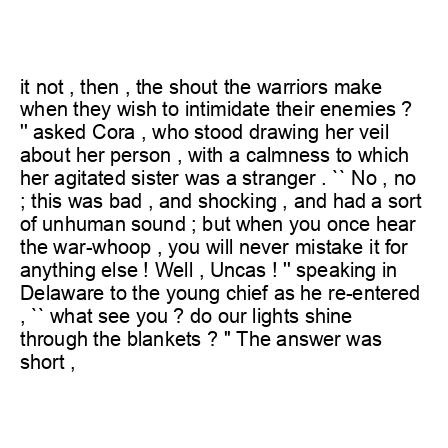 it not , then , the shout the warriors make
when they wish to intimidate their enemies ?
'' asked Cora , who stood drawing her veil
about her person , with a calmness to which
her agitated sister was a stranger . `` No , no
; this was bad , and shocking , and had a sort
of unhuman sound ; but when you once hear
the war-whoop , you will never mistake it for
anything else ! Well , Uncas ! '' speaking in
Delaware to the young chief as he re-entered
, `` what see you ? do our lights shine
through the blankets ? '' The answer was
short ,